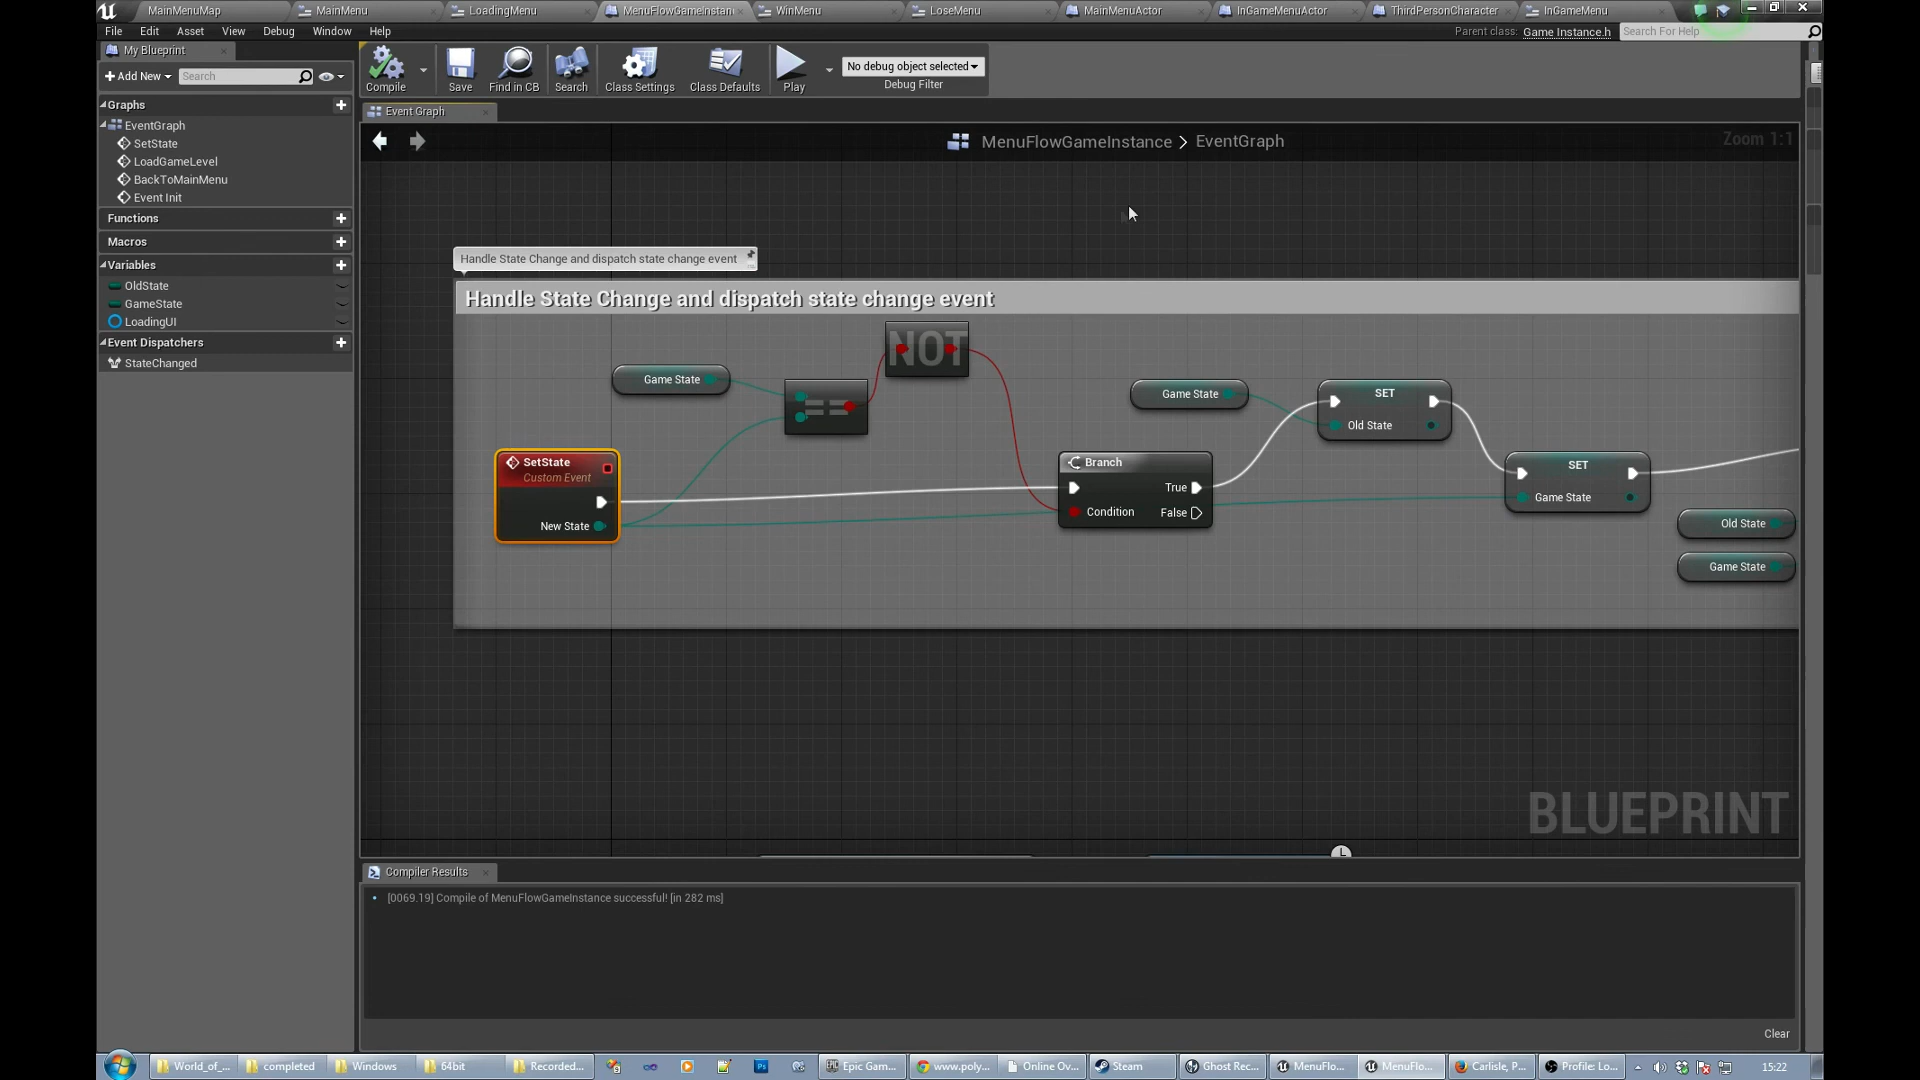 MainMenuMap
MainMenu
LoadingMenu
MenuFlowGameInstan
WinMenu
LoseMenu
MainMenuActor
InGameMenuActor
ThirdPersonCharacter
InGameMenu
File Edit Asset View Debug Window Help
Parent class: Game Instance.h
Search For Help
My Blueprint
+ Add New
Search
Compile
Save
Find in CB
Search
Class Settings
Class Defaults
Play
No debug object selected
Debug Filter
Graphs
EventGraph
SetState
LoadGameLevel
BackToMainMenu
Event Init
Functions
Macros
Variables
OldState
GameState
LoadingUI
Event Dispatchers
StateChanged
Event Graph
MenuFlowGameInstance > EventGraph
Zoom 1:1
Handle State Change and dispatch state change event
Handle State Change and dispatch state change event
NOT
Game State
==
Game State
SET
Old State
SetState
Custom Event
New State
Branch
True
Condition
False
SET
Game State
Old State
Game State
BLUEPRINT
Compiler Results
[0069.19] Compile of MenuFlowGameInstance successful! [in 282 ms]
Clear
World_of_...
completed
Windows
64bit
Recorded...
Epic Gam...
www.poly...
Online Ov...
Steam
Ghost Rec...
MenuFlo...
MenuFlo...
Carlisle, P...
Profile: Lo...
15:22